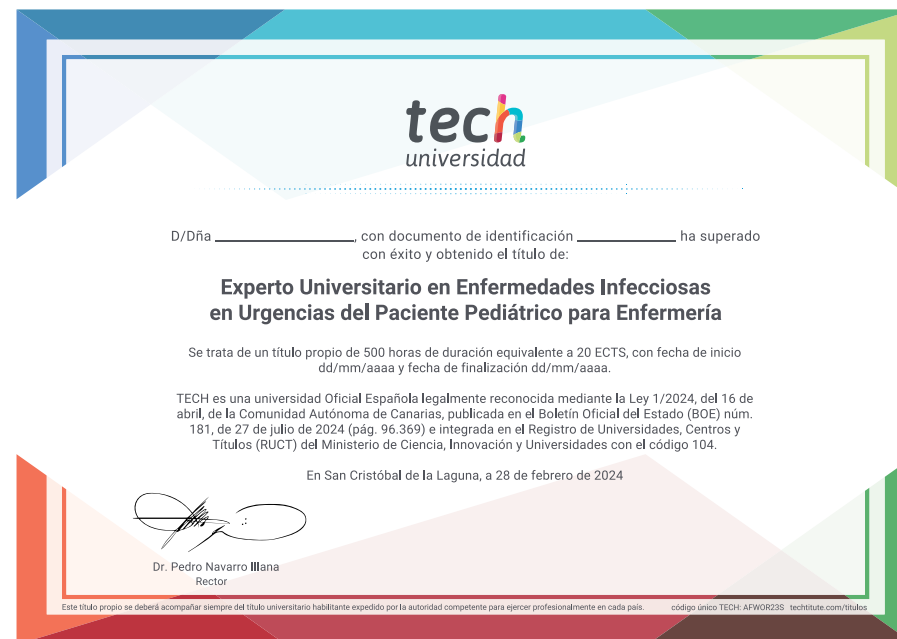 tech
universidad
D/Dña ________________, con documento de identificación ____________ ha superado
con éxito y obtenido el título de:
Experto Universitario en Enfermedades Infecciosas
en Urgencias del Paciente Pediátrico para Enfermería
Se trata de un título propio de 500 horas de duración equivalente a 20 ECTS, con fecha de inicio
dd/mm/aaaa y fecha de finalización dd/mm/aaaa.
TECH es una universidad Oficial Española legalmente reconocida mediante la Ley 1/2024, del 16 de
abril, de la Comunidad Autónoma de Canarias, publicada en el Boletín Oficial del Estado (BOE) núm.
181, de 27 de julio de 2024 (pág. 96.369) e integrada en el Registro de Universidades, Centros y
Títulos (RUCT) del Ministerio de Ciencia, Innovación y Universidades con el código 104.
En San Cristóbal de la Laguna, a 28 de febrero de 2024
Dr. Pedro Navarro Illana
Rector
Este título propio se deberá acompañar siempre del título universitario habilitante expedido por la autoridad competente para ejercer profesionalmente en cada país. código único TECH: AFWOR23S techtitute.com/titulos